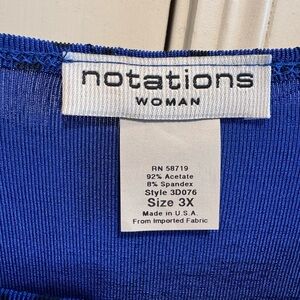 notations
WOMAN
RN 58719
92% Acetate
8% Spandex
Style 3D076
Size 3X
Made in U.S.A.
From Imported Fabric